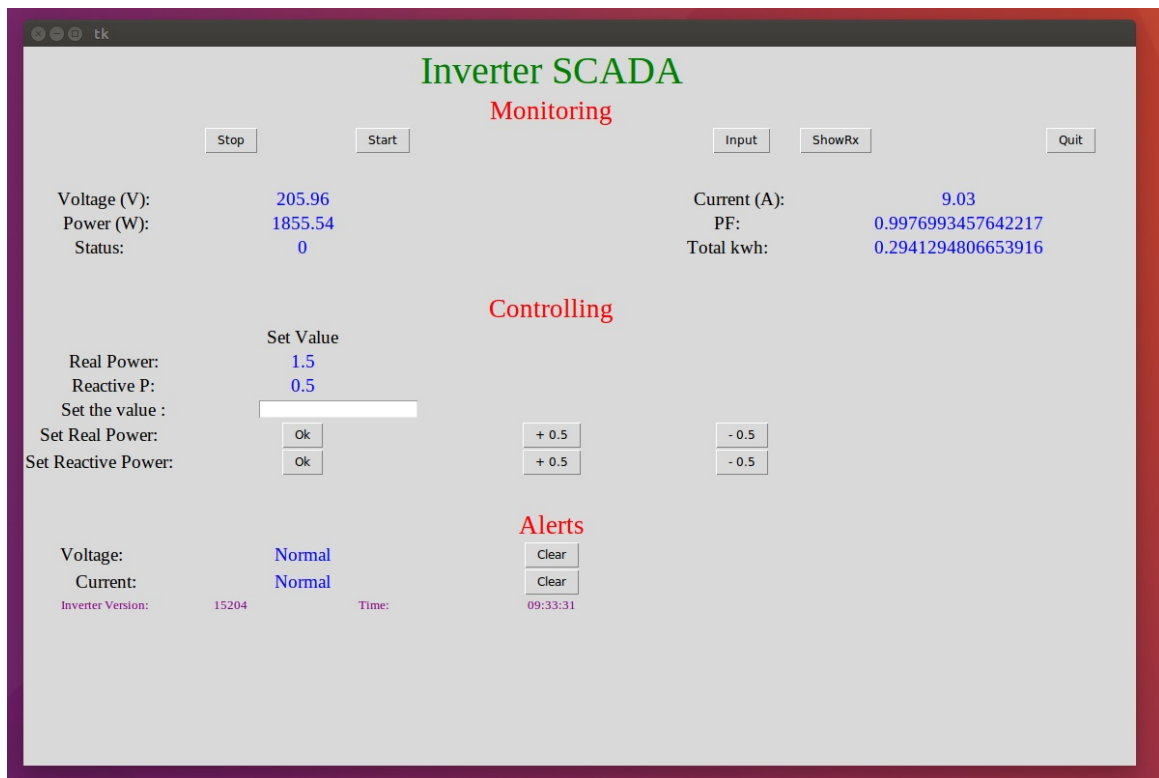 tk
Inverter SCADA
Monitoring
Stop Start Input ShowRx Quit
Voltage (V): 205.96 Current (A): 9.03
Power (W): 1855.54 PF: 0.9976993457642217
Status: 0 Total kwh: 0.2941294806653916
Controlling
Set Value
Real Power: 1.5
Reactive P: 0.5
Set the value :
Set Real Power: Ok + 0.5 - 0.5
Set Reactive Power: Ok + 0.5 - 0.5
Alerts
Voltage: Normal Clear
Current: Normal Clear
Inverter Version: 15204 Time: 09:33:31